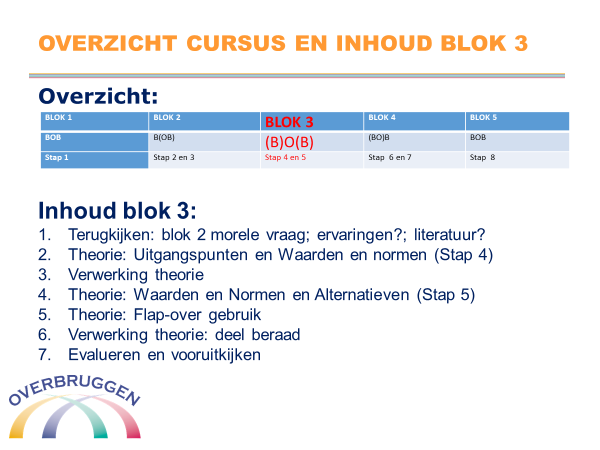 OVERZICHT CURSUS EN INHOUD BLOK 3
Overzicht:
BLOK 1 BLOK 2 BLOK 3 BLOK 4 BLOK 5
BOB B(OB) (B)O(B) (BO)B BOB
Stap 1 Stap 2 en 3 Stap 4 en 5 Stap 6 en 7 Stap 8
Inhoud blok 3:
1. Terugkijken: blok 2 morele vraag; ervaringen?; literatuur?
2. Theorie: Uitgangspunten en Waarden en normen (Stap 4)
3. Verwerking theorie
4. Theorie: Waarden en Normen en Alternatieven (Stap 5)
5. Theorie: Flap-over gebruik
6. Verwerking theorie: deel beraad
7. Evalueren en vooruitkijken
OVERBRUGGEN